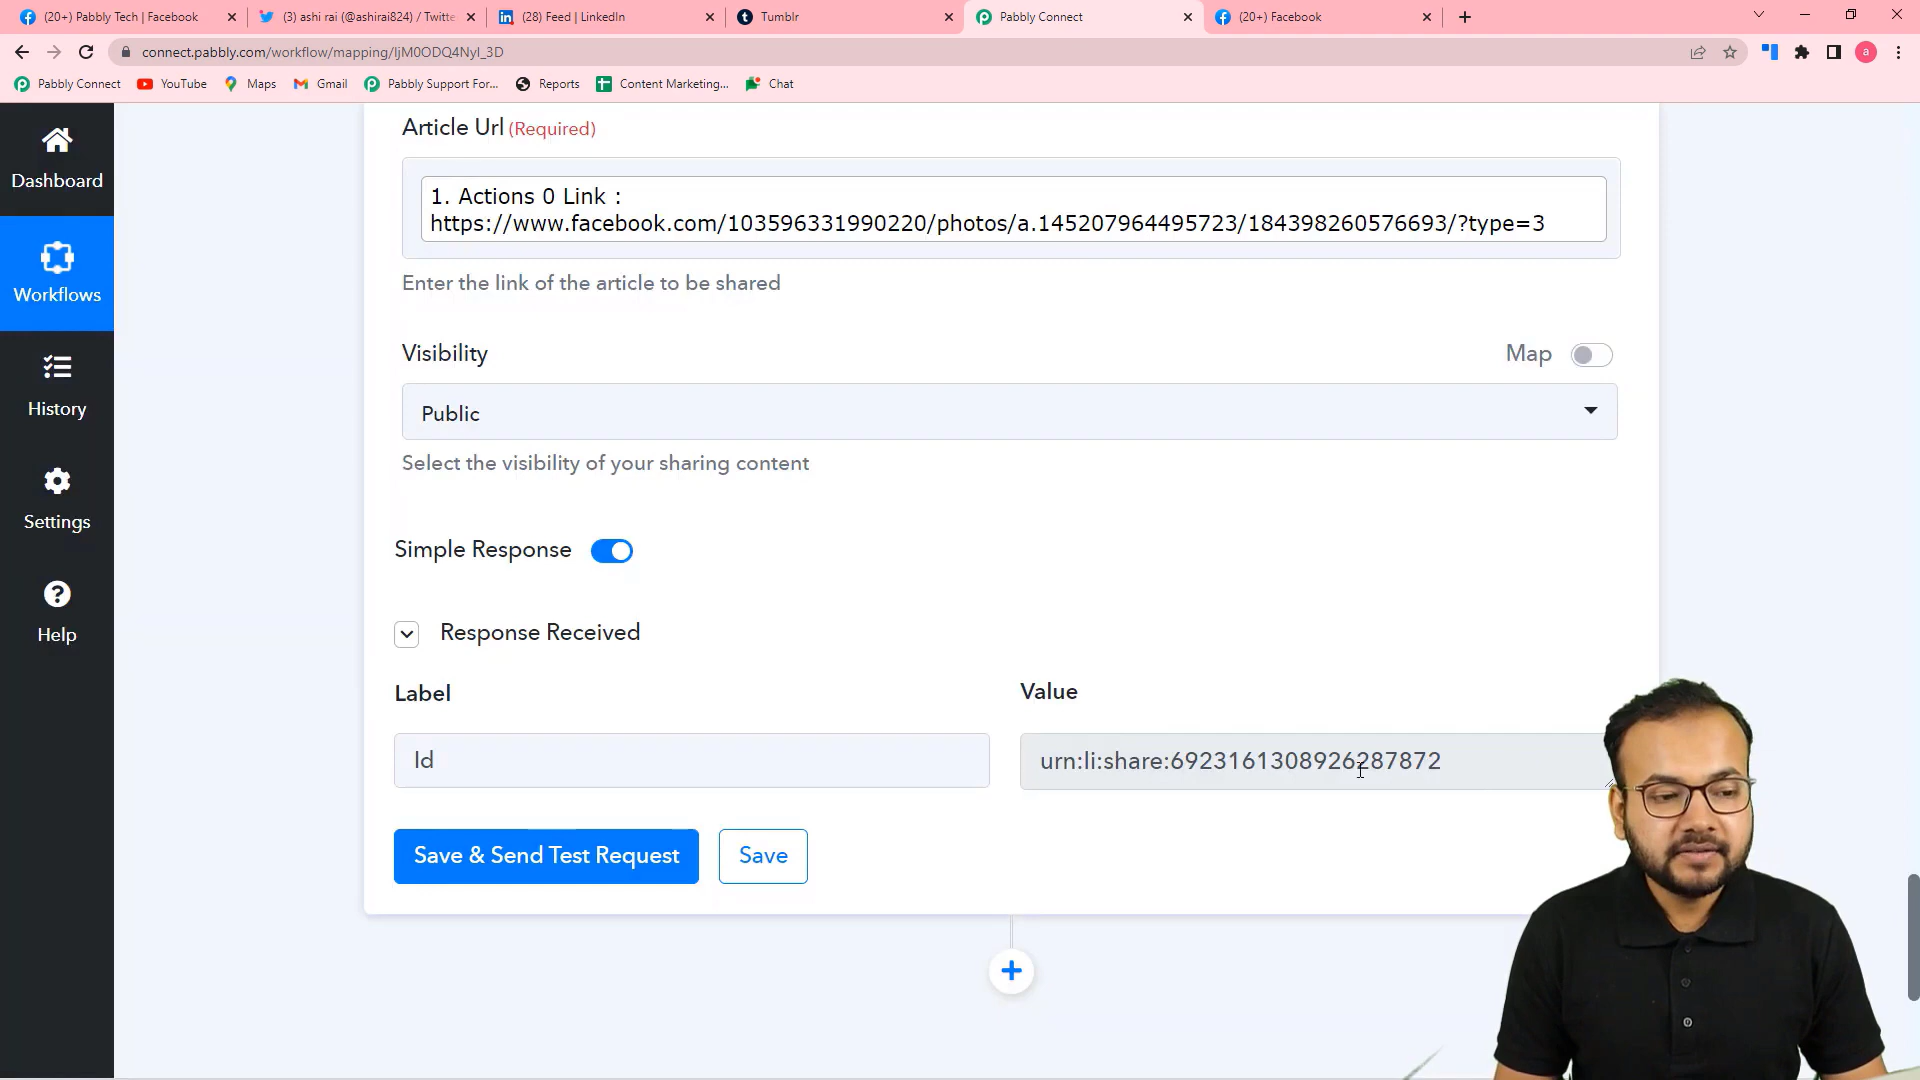 (20+) Pabbly Tech | Facebook
(3) ashi rai (@ashirai824) / Twitte
(28) Feed | LinkedIn
Tumblr
Pabbly Connect
(20+) Facebook
connect.pabbly.com/workflow/mapping/IjM0ODQ4NyI_3D
a
Pabbly Connect
YouTube
Maps
Gmail
Pabbly Support For...
Reports
Content Marketing...
Chat
Dashboard
Workflows
History
Settings
Help
Article Url (Required)
1. Actions 0 Link :
https://www.facebook.com/103596331990220/photos/a.145207964495723/184398260576693/?type=3
Enter the link of the article to be shared
Visibility
Map
Public
Select the visibility of your sharing content
Simple Response
Response Received
Label
Value
Id
urn:li:share:6923161308926287872
Save & Send Test Request
Save